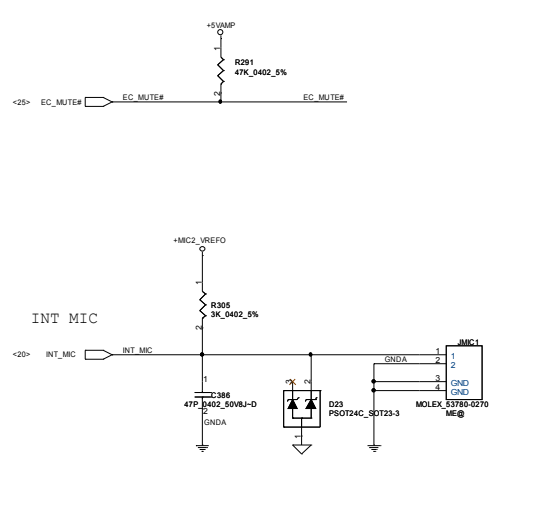 +5VAMP
1
R291
47K_0402_5%
2
<25> EC_MUTE# EC_MUTE# EC_MUTE#
+MIC2_VREFO
1
R305
3K_0402_5%
2
INT MIC
<20> INT_MIC INT_MIC
JMIC1
1 1
GNDA 2 2
3 GND
4 GND
MOLEX_53780-0270
ME@
1
C386
47P_0402_50V8J~D
2
GNDA
3 2
D23
PSOT24C_SOT23-3
1